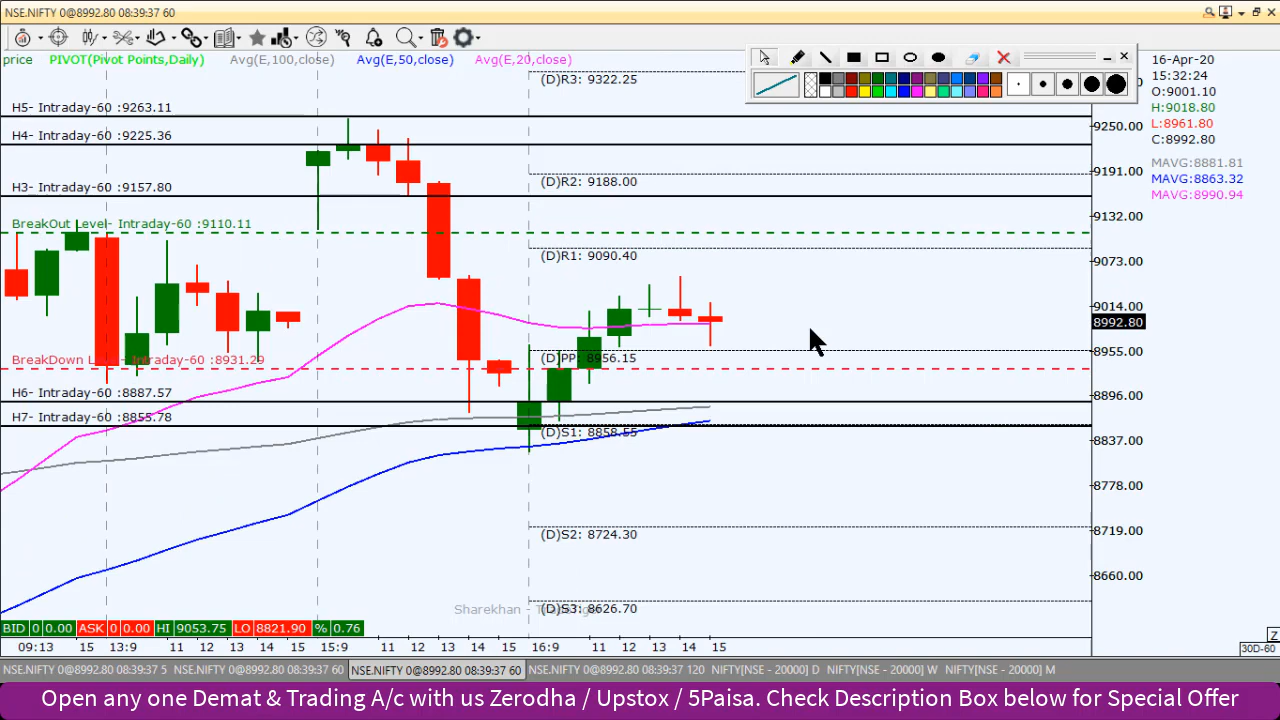 NSE.NIFTY 0@8992.80 08:39:37 60
price PIVOT(Pivot Points,Daily) Avg(E,100,close) Avg(E,50,close) Avg(E,20,close)
16-Apr-20
15:32:24
O:9001.10
H:9018.80
L:8961.80
C:8992.80
MAVG:8881.81
MAVG:8863.32
MAVG:8990.94
(D)R3: 9322.25
H5- Intraday-60 :9263.11
H4- Intraday-60 :9225.36
(D)R2: 9188.00
H3- Intraday-60 :9157.80
BreakOut Level- Intraday-60 :9110.11
(D)R1: 9090.40
(D)PP: 8956.15
H6- Intraday-60 :8887.57
H7- Intraday-60 :8855.78
(D)S1: 8858.55
(D)S2: 8724.30
(D)S3: 8626.70
9250.00
9191.00
9132.00
9073.00
9014.00
8992.80
8955.00
8896.00
8837.00
8778.00
8719.00
8660.00
BID 0 0.00 ASK 0 0.00 HI 9053.75 LO 8821.90 % 0.76
09:13 15 13:9 11 12 13 14 15 15:9 11 12 13 14 15 16:9 11 12 13 14 15
Z
30D-60
NSE.NIFTY 0@8992.80 08:39:37 5 NSE.NIFTY 0@8992.80 08:39:37 60 NSE.NIFTY 0@8992.80 08:39:37 60 NSE.NIFTY 0@8992.80 08:39:37 120 NIFTY[NSE - 20000] D NIFTY[NSE - 20000] W NIFTY[NSE - 20000] M
Open any one Demat & Trading A/c with us Zerodha / Upstox / 5Paisa. Check Description Box below for Special Offer